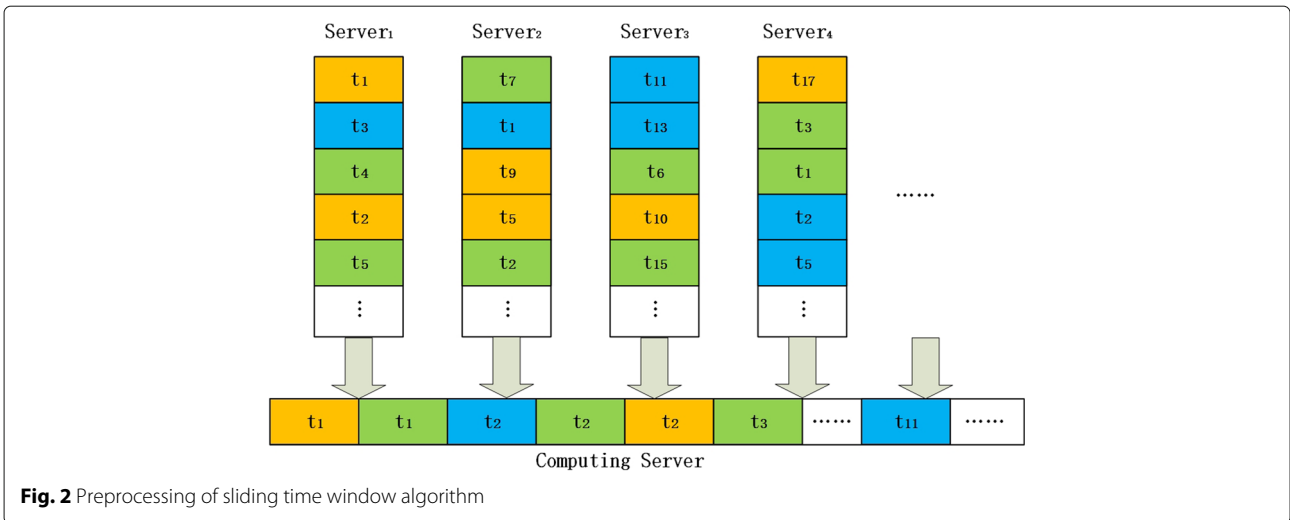 Server₁ Server₂ Server₃ Server₄
t₁ t₇ t₁₁ t₁₇
t₃ t₁ t₁₃ t₃
t₄ t₉ t₆ t₁
t₂ t₅ t₁₀ t₂ ……
t₅ t₂ t₁₅ t₅
⋮ ⋮ ⋮ ⋮
t₁ t₁ t₂ t₂ t₂ t₃ …… t₁₁ ……
Computing Server
Fig. 2 Preprocessing of sliding time window algorithm